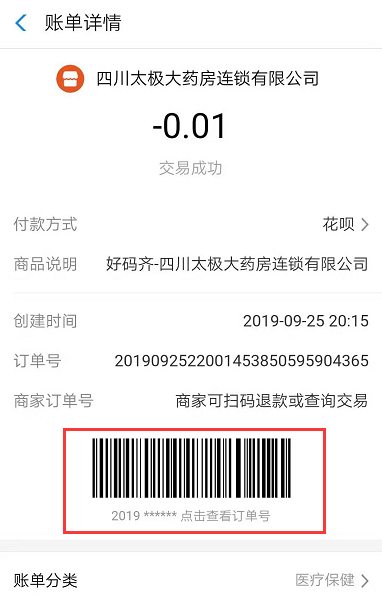 账单详情
四川太极大药房连锁有限公司
-0.01
交易成功
付款方式 花呗
商品说明 好码齐-四川太极大药房连锁有限公司
创建时间 2019-09-25 20:15
订单号 2019092522001453850595904365
商家订单号 商家可扫码退款或查询交易
2019 ****** 点击查看订单号
账单分类 医疗保健